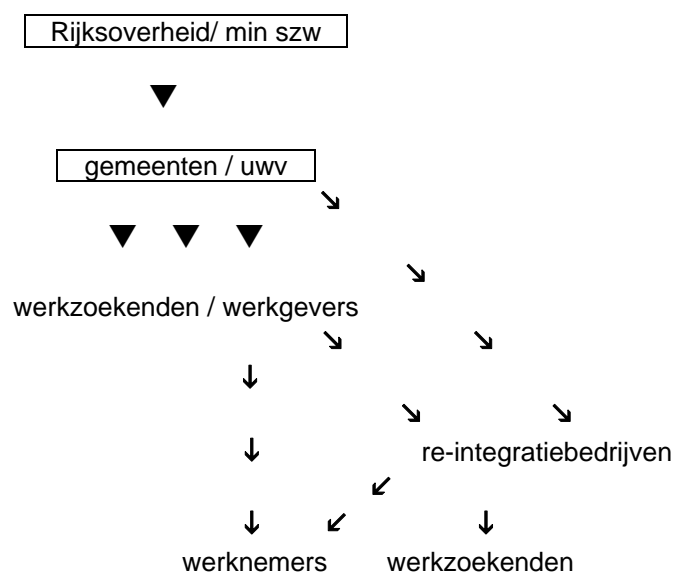 Rijksoverheid/ min szw
gemeenten / uwv
werkzoekenden / werkgevers
re-integratiebedrijven
werknemers werkzoekenden